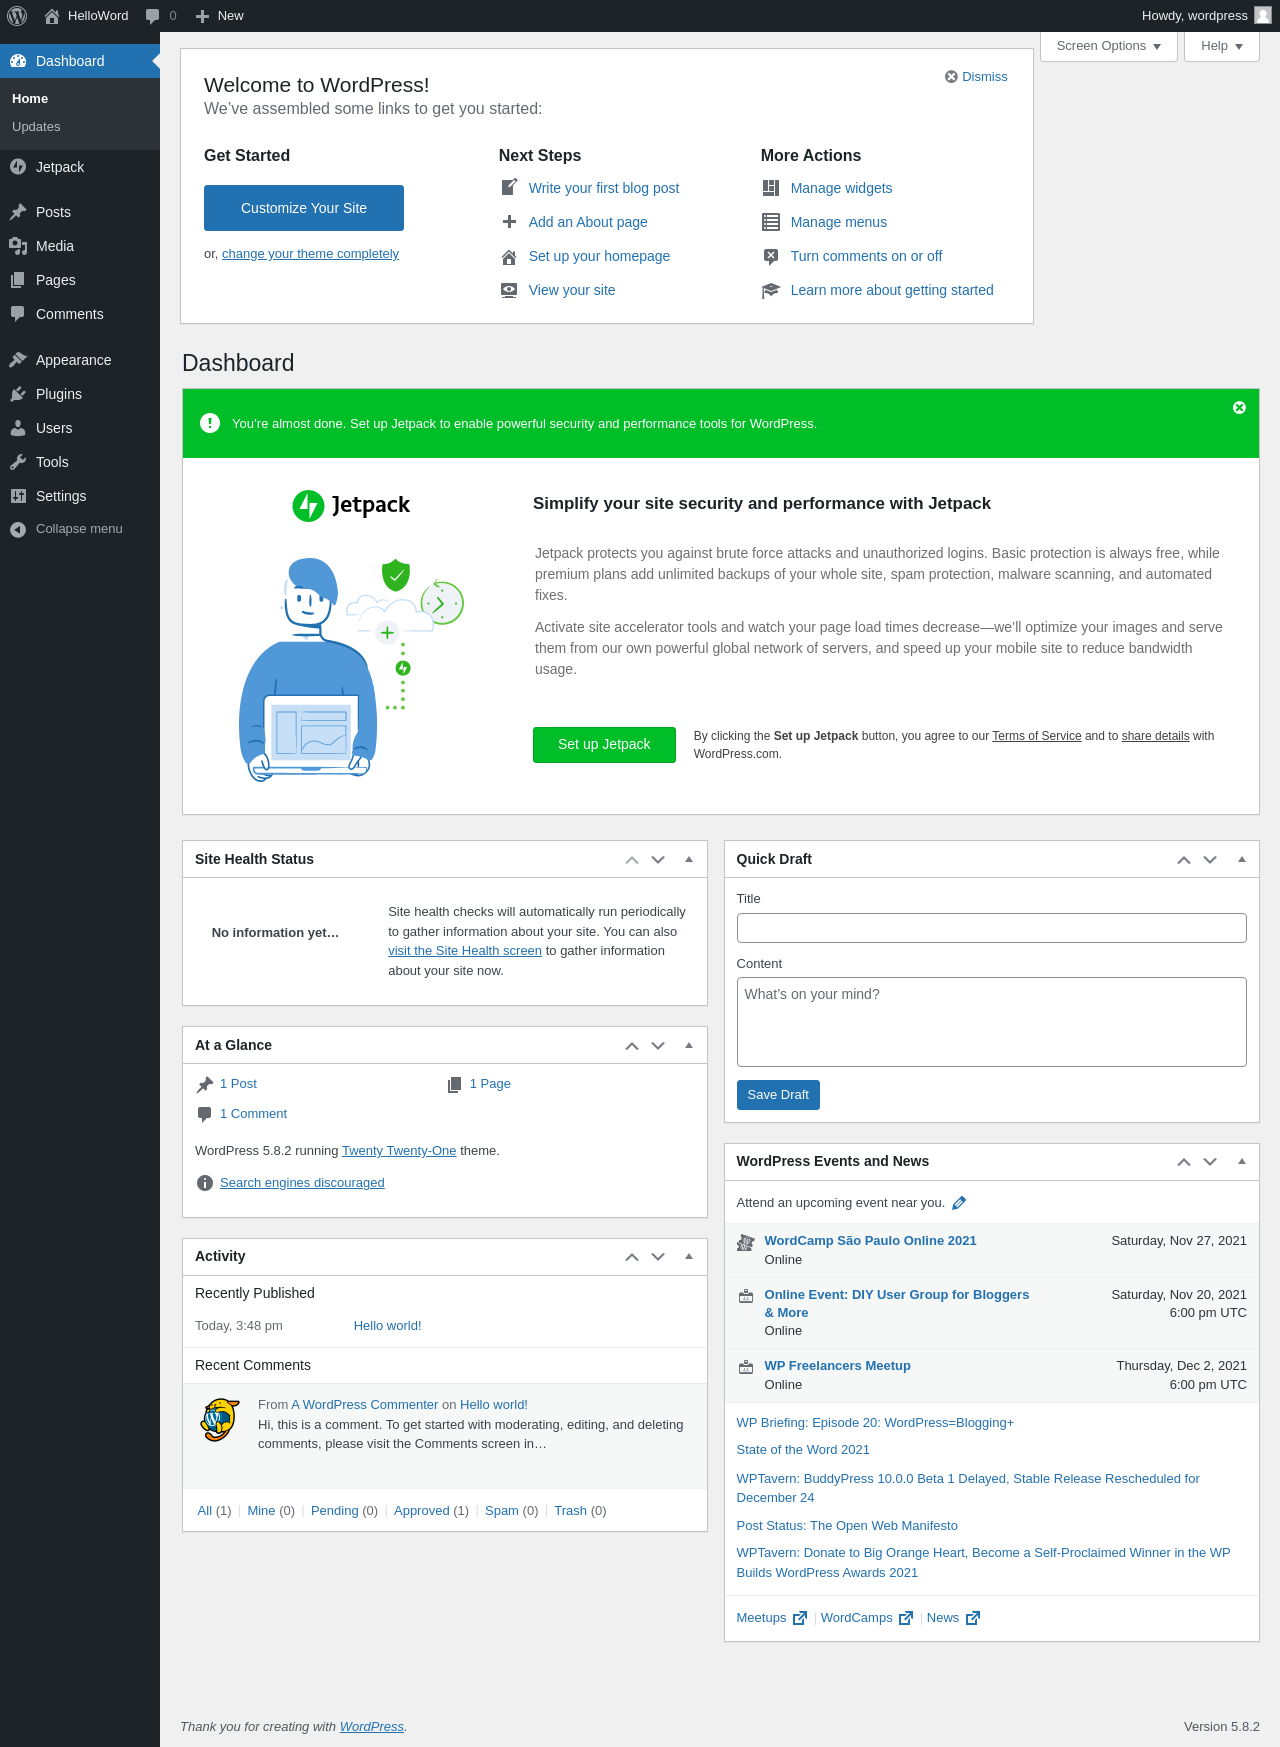 HelloWord
0
New
Howdy, wordpress
Dashboard
Home
Updates
Jetpack
Posts
Media
Pages
Comments
Appearance
Plugins
Users
Tools
Settings
Collapse menu
Screen Options
Help
Welcome to WordPress!
Dismiss
We've assembled some links to get you started:
Get Started
Customize Your Site
or, change your theme completely
Next Steps
Write your first blog post
Add an About page
Set up your homepage
View your site
More Actions
Manage widgets
Manage menus
Turn comments on or off
Learn more about getting started
Dashboard
You're almost done. Set up Jetpack to enable powerful security and performance tools for WordPress.
Jetpack
Simplify your site security and performance with Jetpack
Jetpack protects you against brute force attacks and unauthorized logins. Basic protection is always free, while
premium plans add unlimited backups of your whole site, spam protection, malware scanning, and automated
fixes.
Activate site accelerator tools and watch your page load times decrease—we'll optimize your images and serve
them from our own powerful global network of servers, and speed up your mobile site to reduce bandwidth
usage.
Set up Jetpack
By clicking the Set up Jetpack button, you agree to our Terms of Service and to share details with
WordPress.com.
Site Health Status
No information yet…
Site health checks will automatically run periodically
to gather information about your site. You can also
visit the Site Health screen to gather information
about your site now.
At a Glance
1 Post
1 Page
1 Comment
WordPress 5.8.2 running Twenty Twenty-One theme.
Search engines discouraged
Activity
Recently Published
Today, 3:48 pm
Hello world!
Recent Comments
From A WordPress Commenter on Hello world!
Hi, this is a comment. To get started with moderating, editing, and deleting
comments, please visit the Comments screen in…
All (1) | Mine (0) | Pending (0) | Approved (1) | Spam (0) | Trash (0)
Quick Draft
Title
Content
What's on your mind?
Save Draft
WordPress Events and News
Attend an upcoming event near you.
WordCamp São Paulo Online 2021
Saturday, Nov 27, 2021
Online
Online Event: DIY User Group for Bloggers
& More
Saturday, Nov 20, 2021
6:00 pm UTC
Online
WP Freelancers Meetup
Thursday, Dec 2, 2021
Online
6:00 pm UTC
WP Briefing: Episode 20: WordPress=Blogging+
State of the Word 2021
WPTavern: BuddyPress 10.0.0 Beta 1 Delayed, Stable Release Rescheduled for
December 24
Post Status: The Open Web Manifesto
WPTavern: Donate to Big Orange Heart, Become a Self-Proclaimed Winner in the WP
Builds WordPress Awards 2021
Meetups | WordCamps | News
Thank you for creating with WordPress.
Version 5.8.2